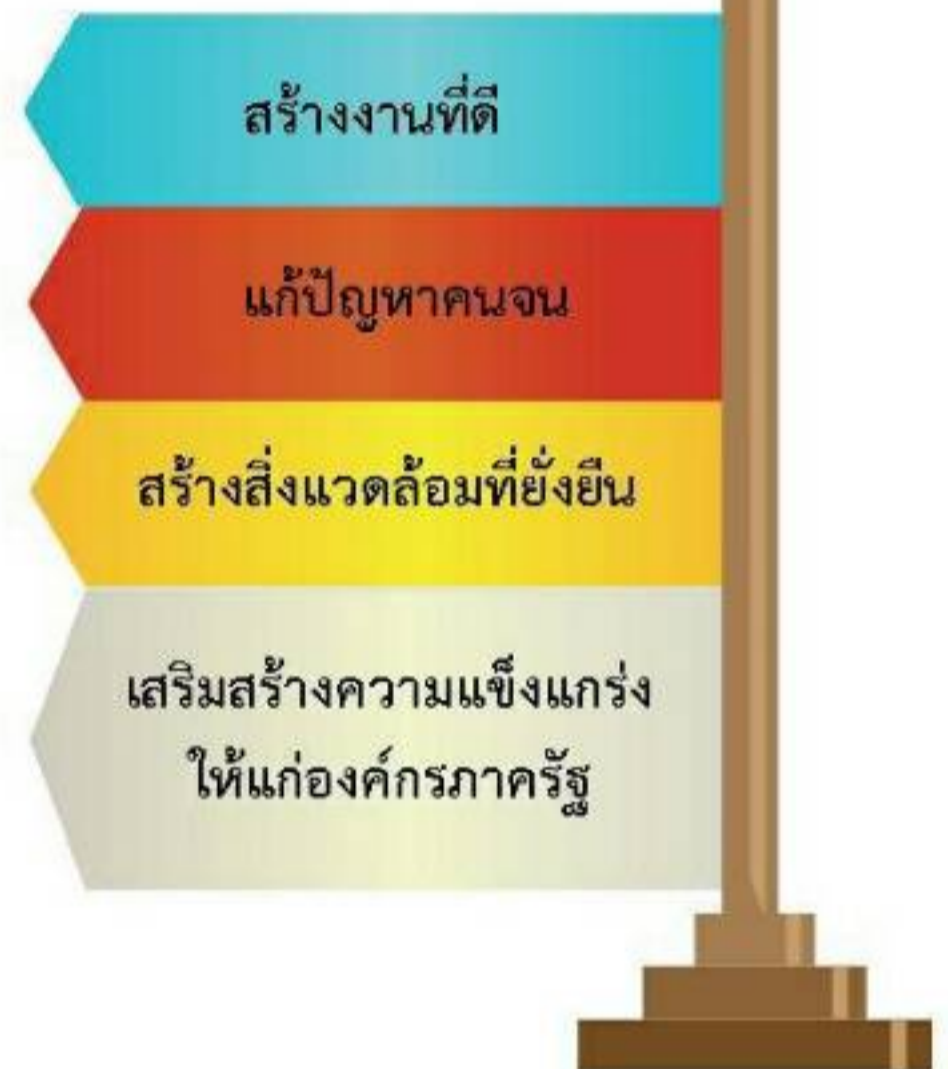 สร้างงานที่ดี
แก้ปัญหาคนจน
สร้างสิ่งแวดล้อมที่ยั่งยืน
เสริมสร้างความแข็งแกร่ง
ให้แก่องค์กรภาครัฐ